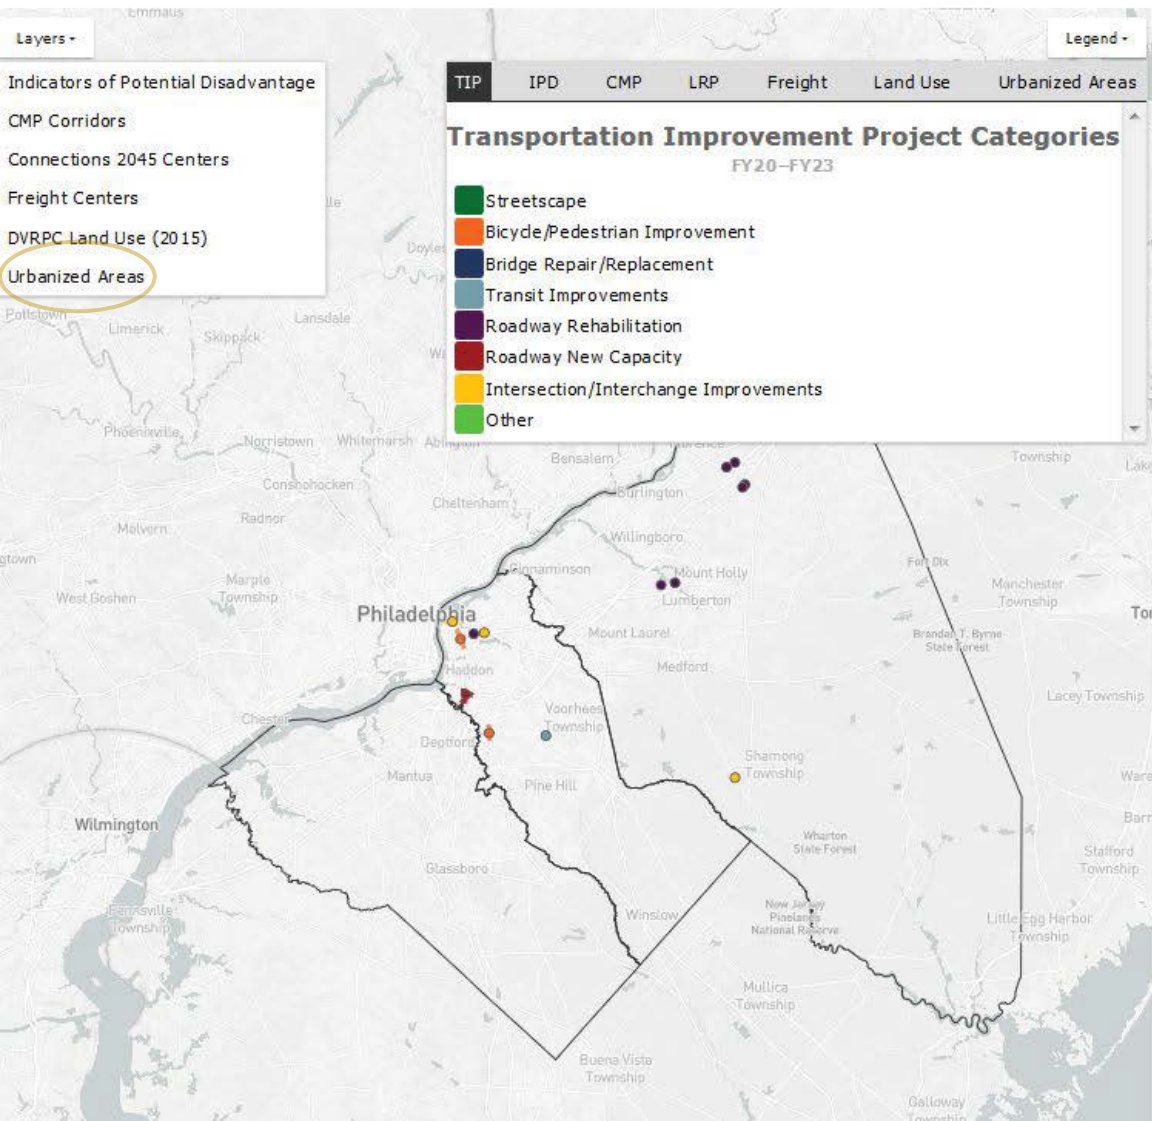 Emmaus
Layers
Legend
Indicators of Potential Disadvantage
CMP Corridors
Connections 2045 Centers
Freight Centers
DVRPC Land Use (2015)
Urbanized Areas
TIP IPD CMP LRP Freight Land Use Urbanized Areas
Transportation Improvement Project Categories
FY20–FY23
Streetscape
Bicycle/Pedestrian Improvement
Bridge Repair/Replacement
Transit Improvements
Roadway Rehabilitation
Roadway New Capacity
Intersection/Interchange Improvements
Other
Pottstown
Limerick
Skippack
Lansdale
Phoenixville
Norristown
Whitemarsh
Conshohocken
Bensalem
Township
Cheltenham
Burlington
Malvern
Radnor
Willingboro
Cinnaminson
Fort Dix
Marple
Township
West Goshen
Mount Holly
Lumberton
Manchester
Township
Philadelphia
Mount Laurel
Brendan T. Byrne
State Forest
Haddon
Medford
Lacey Township
Voorhees
Township
Chester
Deptford
Mantua
Pine Hill
Shamong
Township
Wilmington
Wharton
State Forest
Stafford
Township
Glassboro
Pennsville
Township
Winslow
New Jersey
Pinelands
National Reserve
Little Egg Harbor
Township
Mullica
Township
Buena Vista
Township
Galloway
Township